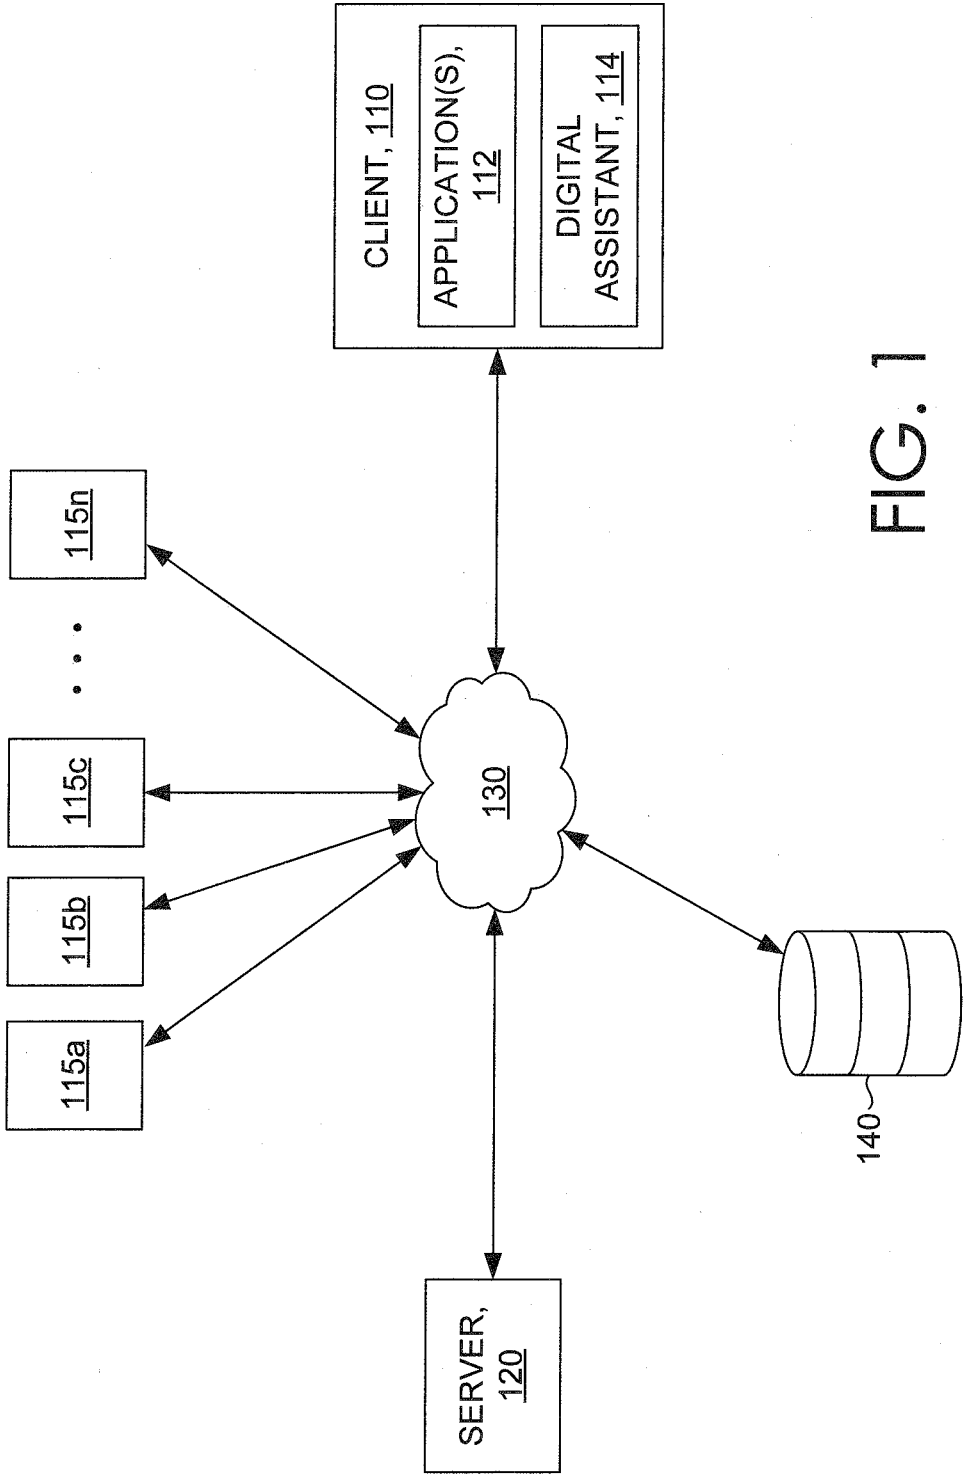 115a
115b
115c
. . .
115n
SERVER,
120
130
CLIENT, 110
APPLICATION(S),
112
DIGITAL
ASSISTANT, 114
140
FIG. 1